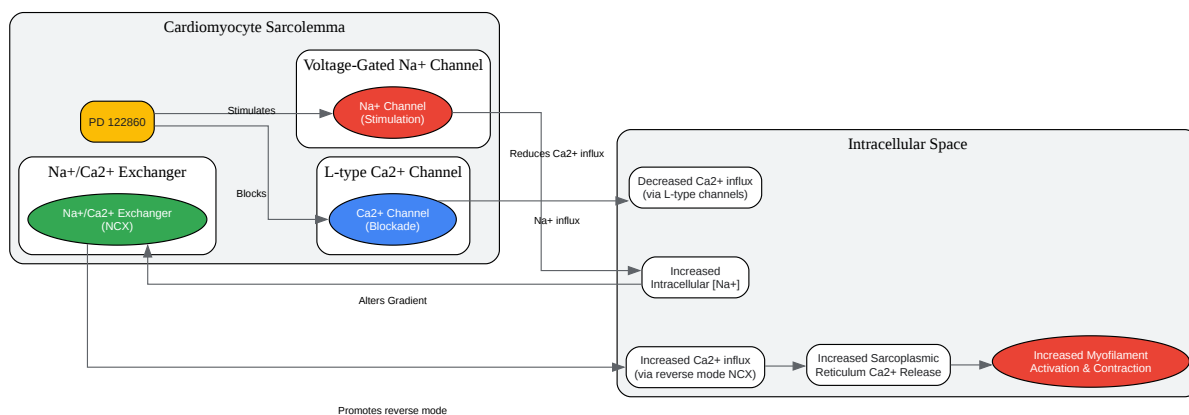 Cardiomyocyte Sarcolemma
Voltage-Gated Na+ Channel
Na+ Channel
(Stimulation)
PD 122860
Stimulates
Blocks
Na+/Ca2+ Exchanger
Na+/Ca2+ Exchanger
(NCX)
L-type Ca2+ Channel
Ca2+ Channel
(Blockade)
Reduces Ca2+ influx
Na+ influx
Alters Gradient
Promotes reverse mode
Intracellular Space
Decreased Ca2+ influx
(via L-type channels)
Increased
Intracellular [Na+]
Increased Ca2+ influx
(via reverse mode NCX)
Increased Sarcoplasmic
Reticulum Ca2+ Release
Increased Myofilament
Activation & Contraction